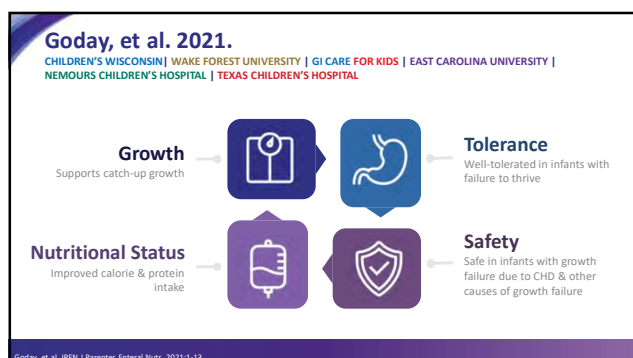 Goday, et al. 2021.
CHILDREN'S WISCONSIN| WAKE FOREST UNIVERSITY | GI CARE FOR KIDS | EAST CAROLINA UNIVERSITY |
NEMOURS CHILDREN'S HOSPITAL | TEXAS CHILDREN'S HOSPITAL
Growth
Supports catch-up growth
Tolerance
Well-tolerated in infants with
failure to thrive
Nutritional Status
Improved calorie & protein
intake
Safety
Safe in infants with growth
failure due to CHD & other
causes of growth failure
Goday, et al. JPEN J Parenter Enteral Nutr. 2021;1-13